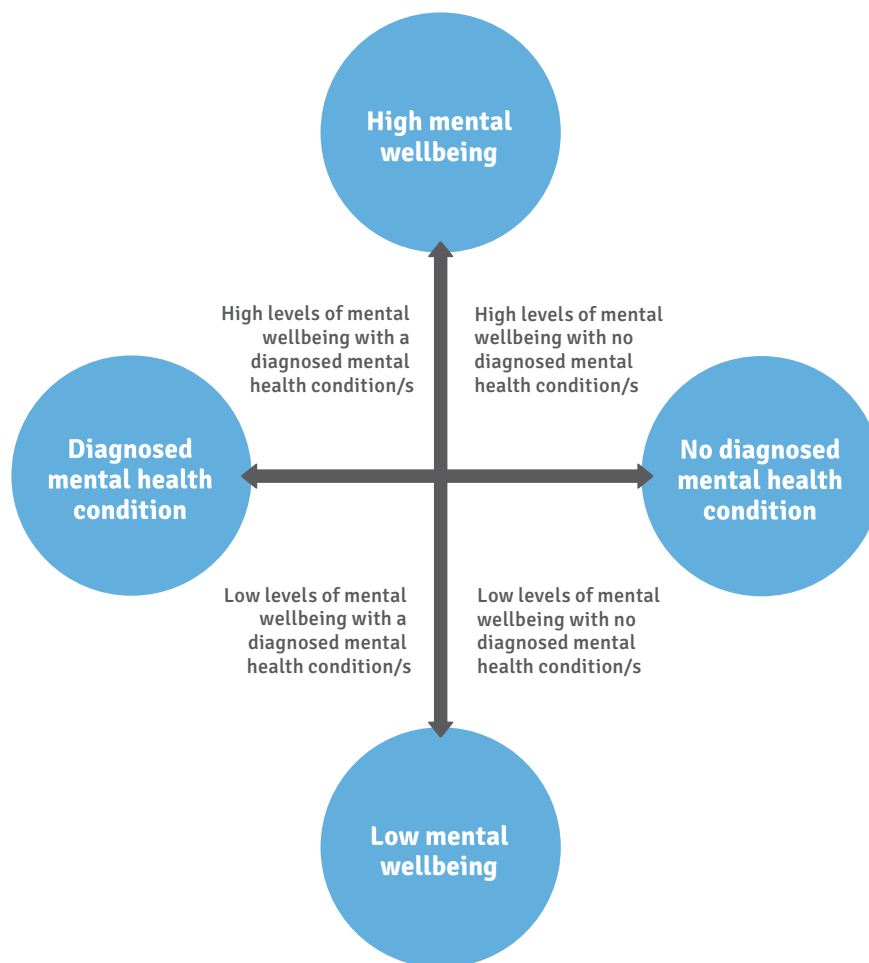 High mental
wellbeing
High levels of mental
wellbeing with a
diagnosed mental
health condition/s
High levels of mental
wellbeing with no
diagnosed mental
health condition/s
Diagnosed
mental health
condition
No diagnosed
mental health
condition
Low levels of mental
wellbeing with a
diagnosed mental
health condition/s
Low levels of mental
wellbeing with no
diagnosed mental
health condition/s
Low mental
wellbeing